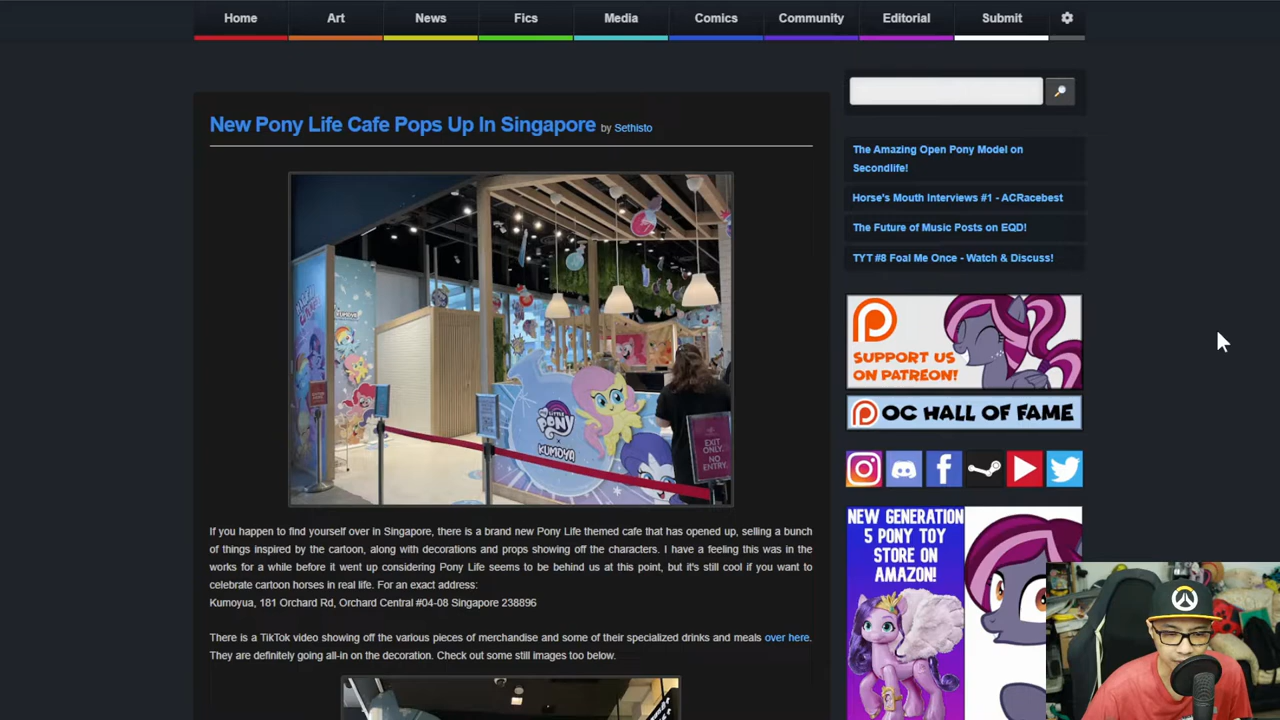 Home Art News Fics Media Comics Community Editorial Submit
New Pony Life Cafe Pops Up In Singapore by Sethisto
KUMOYA
my LITTLE PONY
KUMOYA
EXIT ONLY. NO ENTRY.
If you happen to find yourself over in Singapore, there is a brand new Pony Life themed cafe that has opened up, selling a bunch
of things inspired by the cartoon, along with decorations and props showing off the characters. I have a feeling this was in the
works for a while before it went up considering Pony Life seems to be behind us at this point, but it's still cool if you want to
celebrate cartoon horses in real life. For an exact address:
Kumoyua, 181 Orchard Rd, Orchard Central #04-08 Singapore 238896
There is a TikTok video showing off the various pieces of merchandise and some of their specialized drinks and meals over here.
They are definitely going all-in on the decoration. Check out some still images too below.
The Amazing Open Pony Model on
Secondlife!
Horse's Mouth Interviews #1 - ACRacebest
The Future of Music Posts on EQD!
TYT #8 Foal Me Once - Watch & Discuss!
SUPPORT US
ON PATREON!
OC HALL OF FAME
NEW GENERATION
5 PONY TOY
STORE ON
AMAZON!